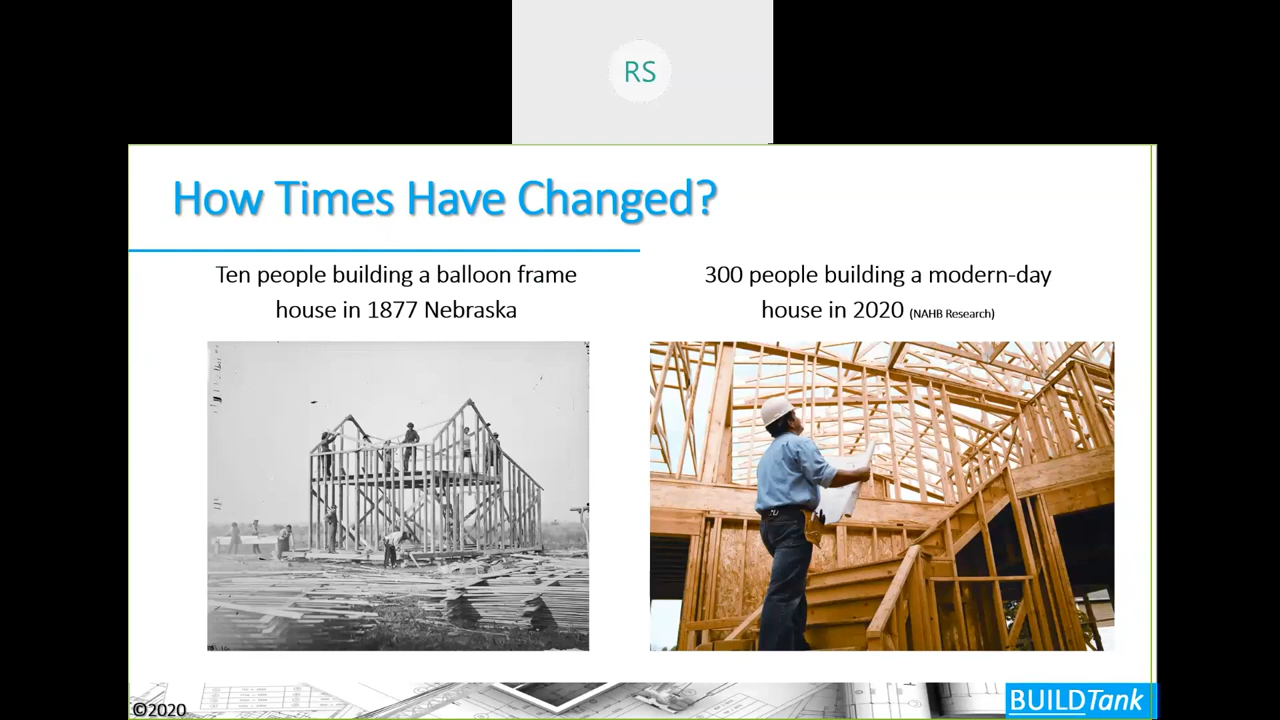 RS
How Times Have Changed?
Ten people building a balloon frame
house in 1877 Nebraska
300 people building a modern-day
house in 2020 (NAHB Research)
©2020
BUILDTank